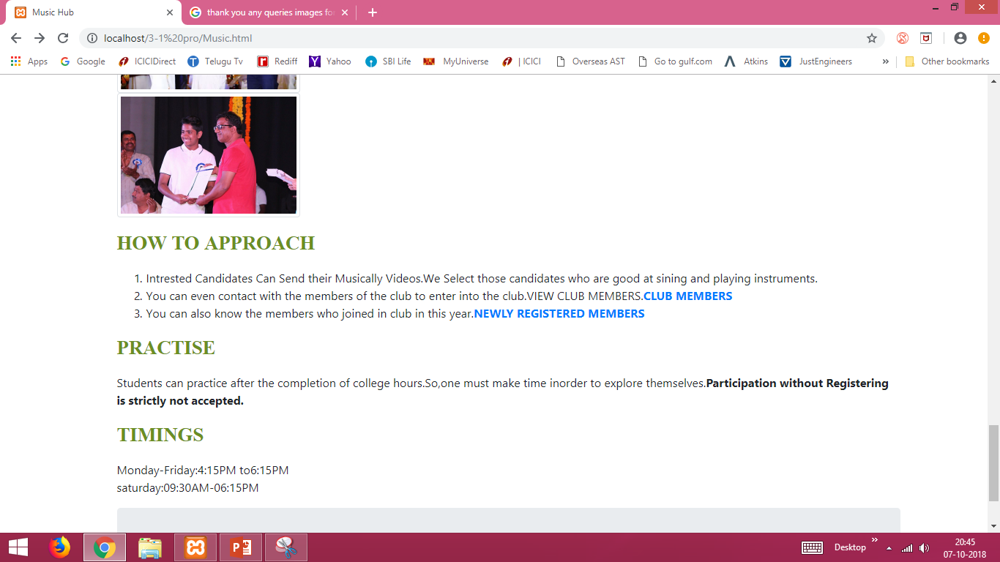 Music Hub
thank you any queries images for
localhost/3-1%20pro/Music.html
Apps Google ICICIDirect Telugu Tv Rediff Yahoo SBI Life MyUniverse | ICICI Overseas AST Go to gulf.com Atkins JustEngineers » Other bookmarks
HOW TO APPROACH
1. Intrested Candidates Can Send their Musically Videos.We Select those candidates who are good at sining and playing instruments.
2. You can even contact with the members of the club to enter into the club.VIEW CLUB MEMBERS.CLUB MEMBERS
3. You can also know the members who joined in club in this year.NEWLY REGISTERED MEMBERS
PRACTISE
Students can practice after the completion of college hours.So,one must make time inorder to explore themselves.Participation without Registering
is strictly not accepted.
TIMINGS
Monday-Friday:4:15PM to6:15PM
saturday:09:30AM-06:15PM
Desktop
20:45
07-10-2018